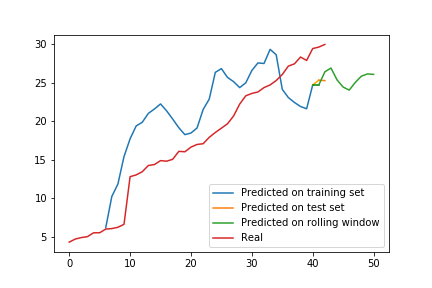 30
25
20
15
10
5
0 10 20 30 40 50
Predicted on training set
Predicted on test set
Predicted on rolling window
Real